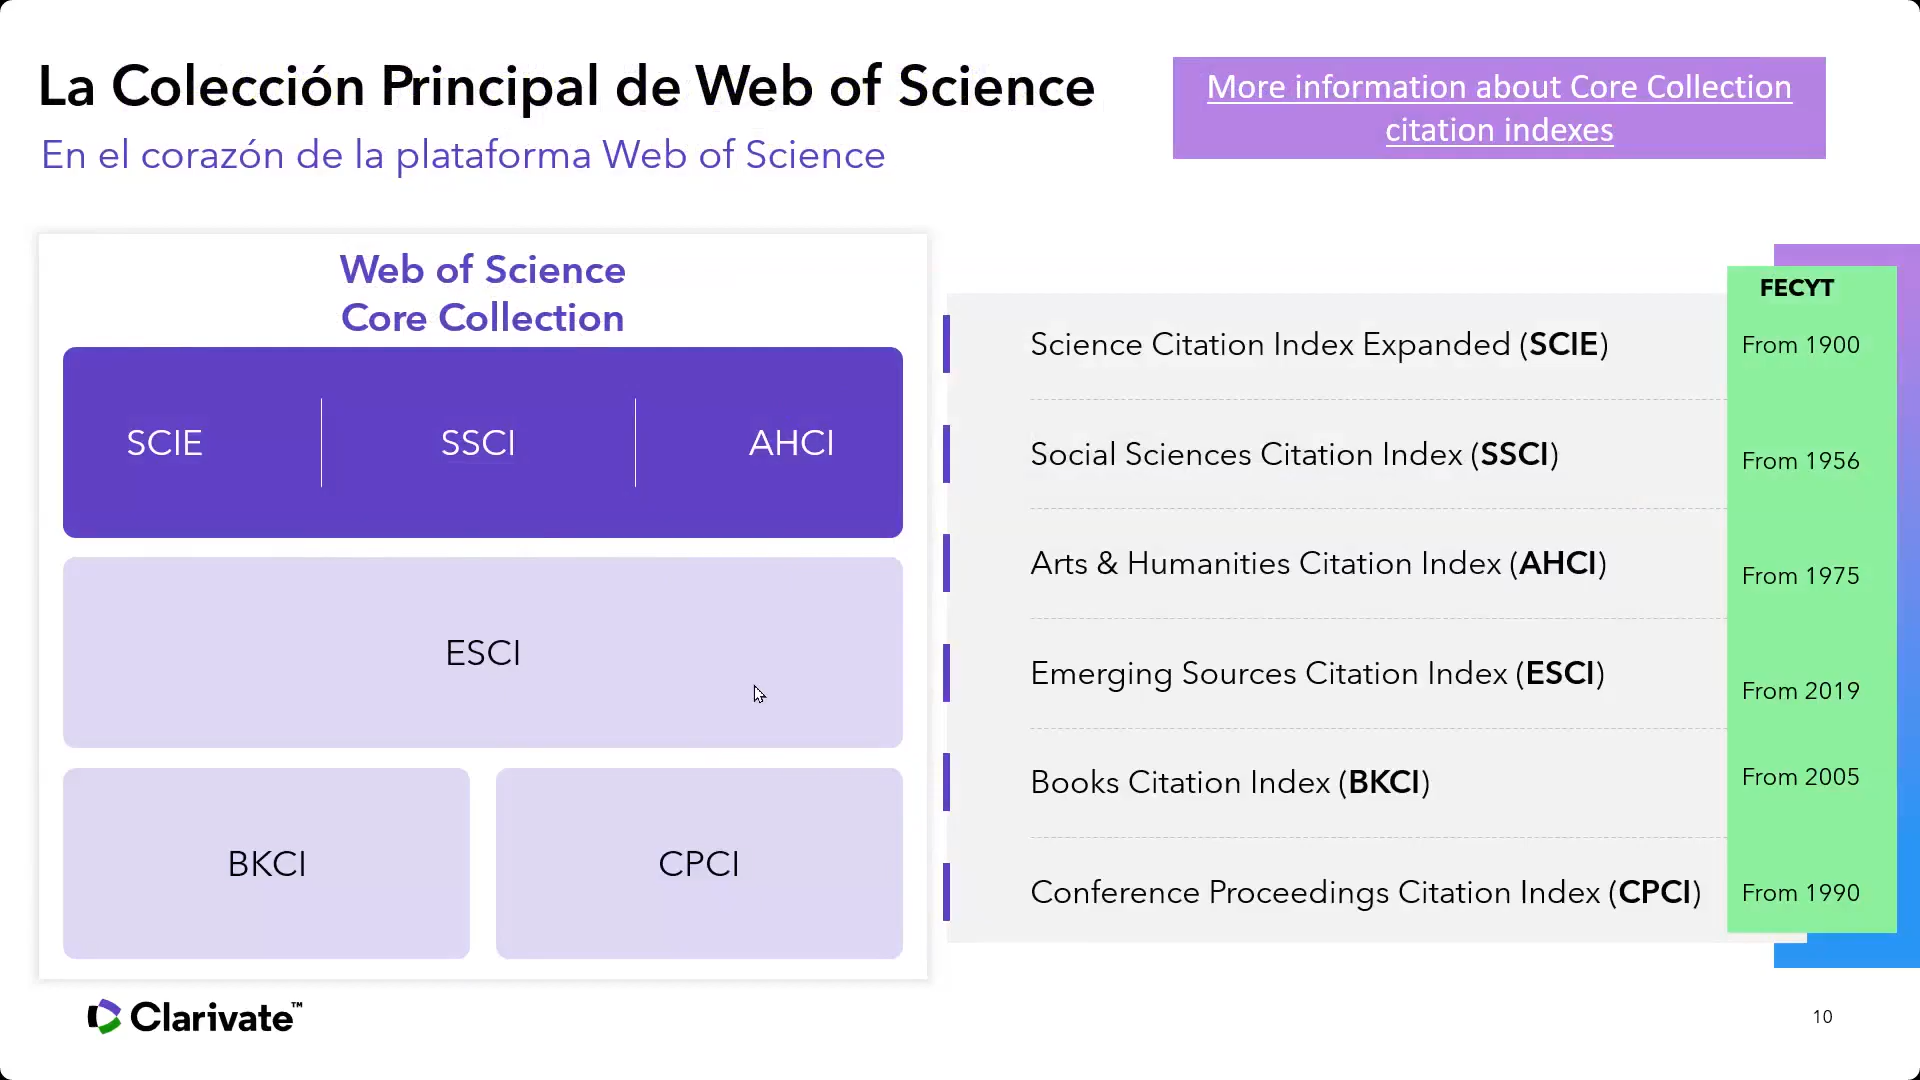 La Colección Principal de Web of Science
En el corazón de la plataforma Web of Science
More information about Core Collection
citation indexes
Web of Science
Core Collection
SCIE
SSCI
AHCI
ESCI
BKCI
CPCI
FECYT
Science Citation Index Expanded (SCIE)
From 1900
Social Sciences Citation Index (SSCI)
From 1956
Arts & Humanities Citation Index (AHCI)
From 1975
Emerging Sources Citation Index (ESCI)
From 2019
Books Citation Index (BKCI)
From 2005
Conference Proceedings Citation Index (CPCI)
From 1990
Clarivate™
10